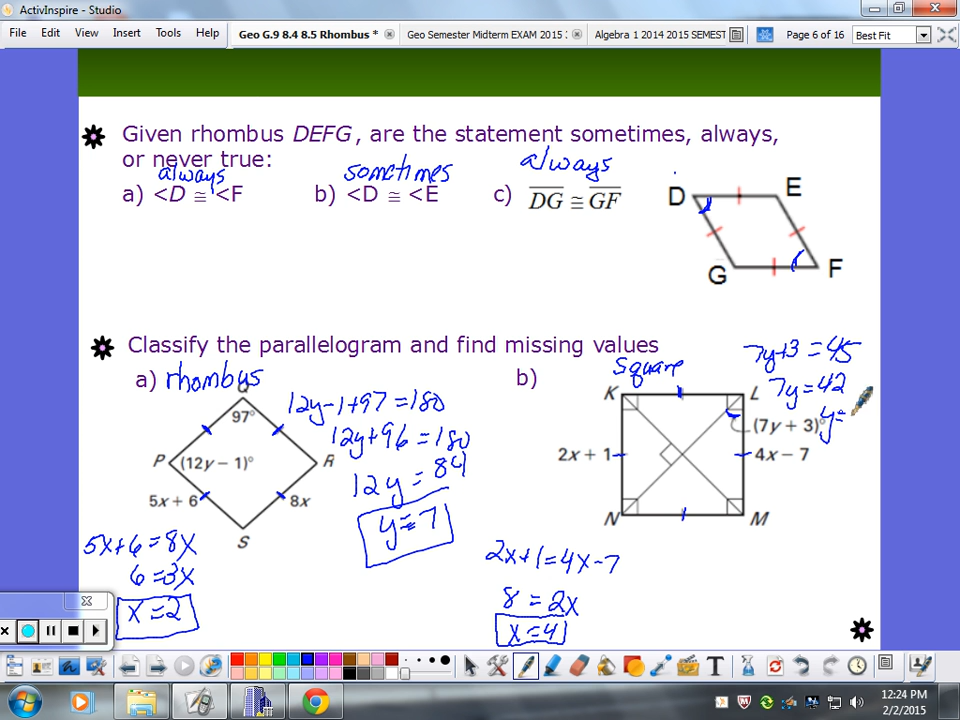 ActivInspire - Studio
File Edit View Insert Tools Help
Geo G.9 8.4 8.5 Rhombus *
Geo Semester Midterm EXAM 2015
Algebra 1 2014 2015 SEMEST
Page 6 of 16
Best Fit
Given rhombus DEFG, are the statement sometimes, always,
or never true:
always
sometimes
always
a) <D ≅ <F
b) <D ≅ <E
c) DG ≅ GF
D
E
G
F
Classify the parallelogram and find missing values
a) rhombus
Q
97°
P
(12y − 1)°
R
5x + 6
8x
S
5x+6=8x
6=3x
x=2
12y-1+97=180
12y+96=180
12y=84
y=7
b)
square
K
L
(7y + 3)°
2x + 1
4x − 7
N
M
7y+3=45
7y=42
y=
2x+1=4x-7
8=2x
x=4
T
12:24 PM
2/2/2015